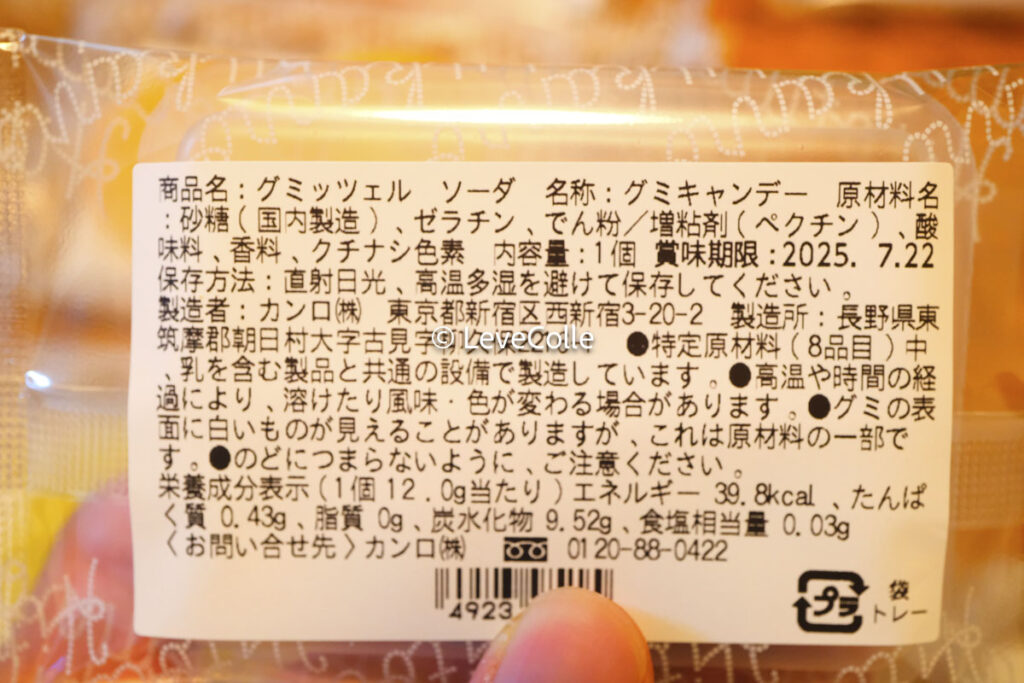 商品名：グミッツェル　ソーダ　名称：グミキャンデー　原材料名
：砂糖（国内製造）、ゼラチン、でん粉／増粘剤（ペクチン）、酸
味料、香料、クチナシ色素　内容量：1個　賞味期限：2025. 7.22
保存方法：直射日光、高温多湿を避けて保存してください。
製造者：カンロ㈱　東京都新宿区西新宿3-20-2　製造所：長野県東
筑摩郡朝日村大字古見字　●特定原材料（8品目）中
© LeveColle
、乳を含む製品と共通の設備で製造しています。●高温や時間の経
過により、溶けたり風味・色が変わる場合があります。●グミの表
面に白いものが見えることがありますが、これは原材料の一部で
す。●のどにつまらないように、ご注意ください。
栄養成分表示（1個12.0g当たり）エネルギー 39.8kcal、たんぱ
く質 0.43g、脂質 0g、炭水化物 9.52g、食塩相当量 0.03g
〈お問い合せ先〉カンロ㈱　0120-88-0422
4923
プラ
袋
トレー